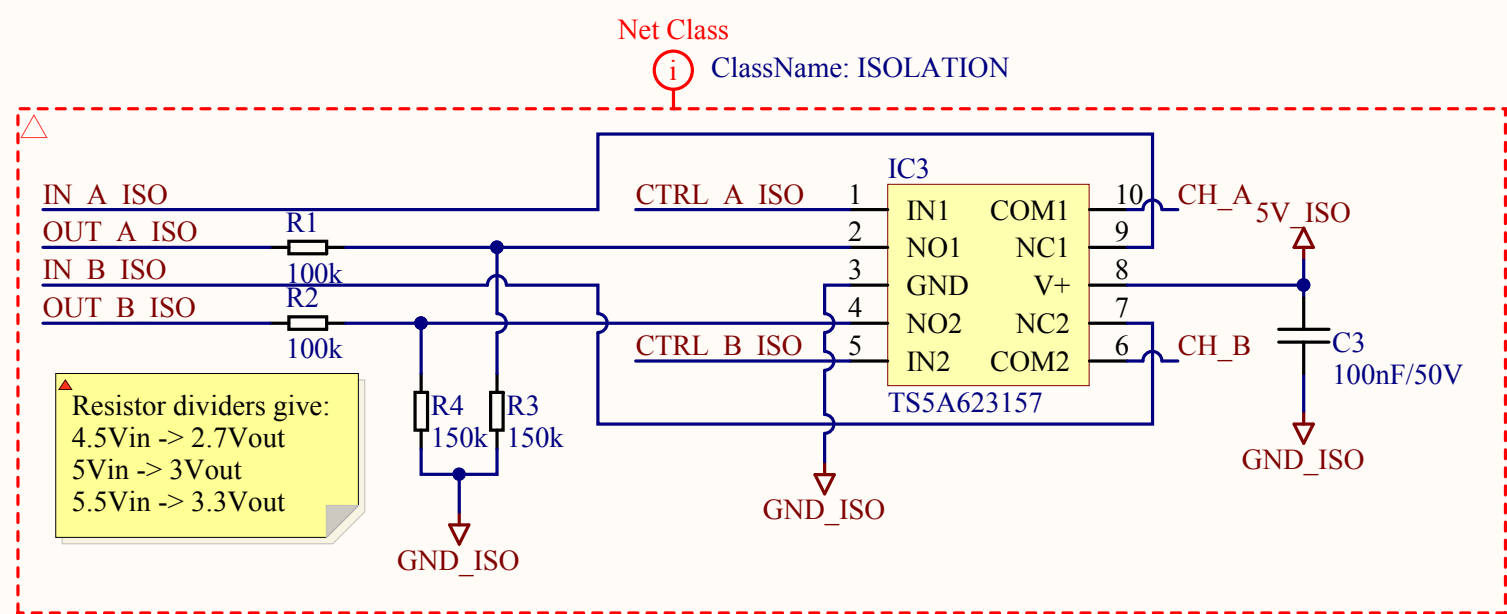 Net Class
i ClassName: ISOLATION
IN_A_ISO
OUT_A_ISO
IN_B_ISO
OUT_B_ISO
R1
100k
R2
100k
CTRL_A_ISO
CTRL_B_ISO
IC3
1 IN1 COM1 10
2 NO1 NC1 9
3 GND V+ 8
4 NO2 NC2 7
5 IN2 COM2 6
TS5A623157
CH_A
5V_ISO
CH_B
C3
100nF/50V
GND_ISO
Resistor dividers give:
4.5Vin -> 2.7Vout
5Vin -> 3Vout
5.5Vin -> 3.3Vout
R4
150k
R3
150k
GND_ISO
GND_ISO